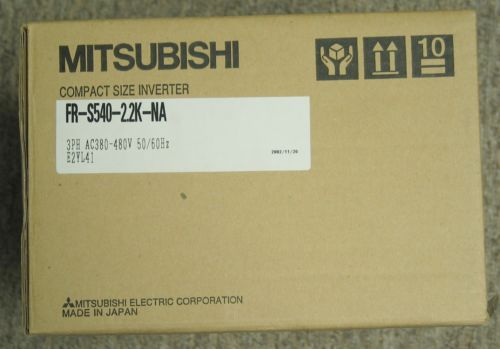 MITSUBISHI
10
COMPACT SIZE INVERTER
FR-S540-2.2K-NA
3PH AC380-480V 50/60Hz
E2YL41
2002/11/20
MITSUBISHI ELECTRIC CORPORATION
MADE IN JAPAN